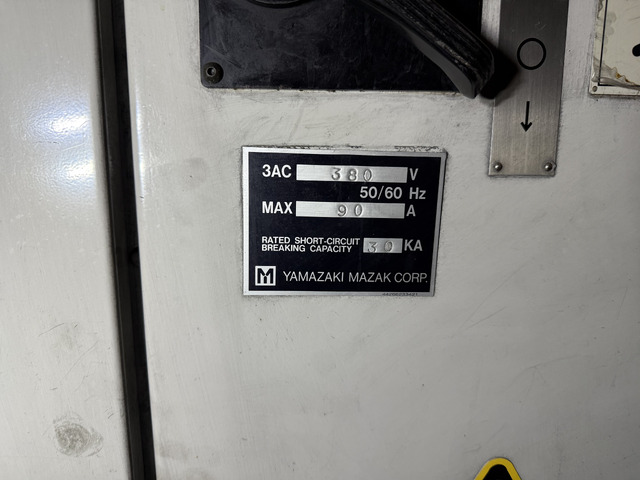 3AC 380 V
50/60 Hz
MAX 90 A
RATED SHORT-CIRCUIT
BREAKING CAPACITY 30 KA
M YAMAZAKI MAZAK CORP.